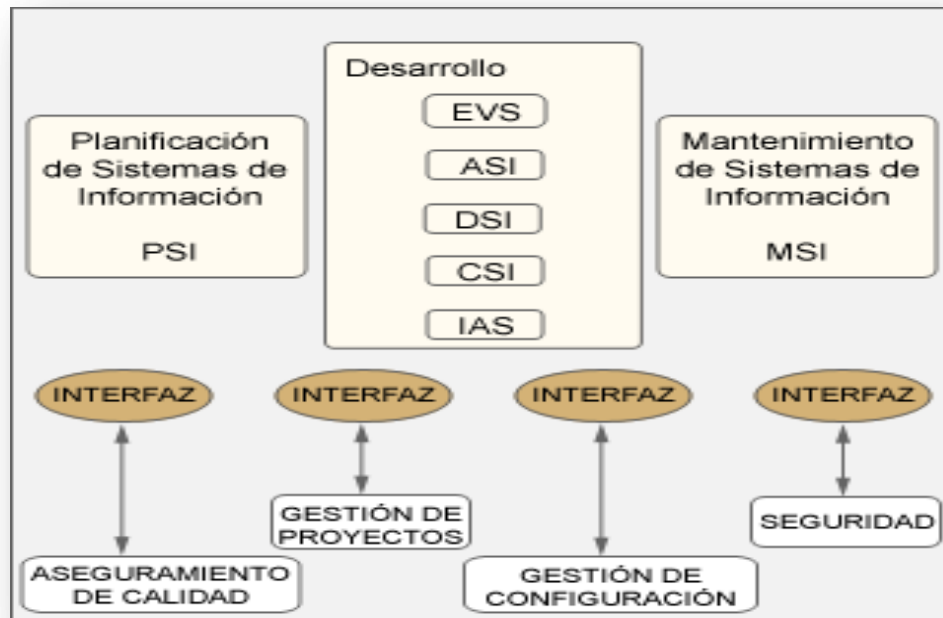 Planificación
de Sistemas de
Información
PSI
Desarrollo
EVS
ASI
DSI
CSI
IAS
Mantenimiento
de Sistemas de
Información
MSI
INTERFAZ
INTERFAZ
INTERFAZ
INTERFAZ
ASEGURAMIENTO
DE CALIDAD
GESTIÓN DE
PROYECTOS
GESTIÓN DE
CONFIGURACIÓN
SEGURIDAD